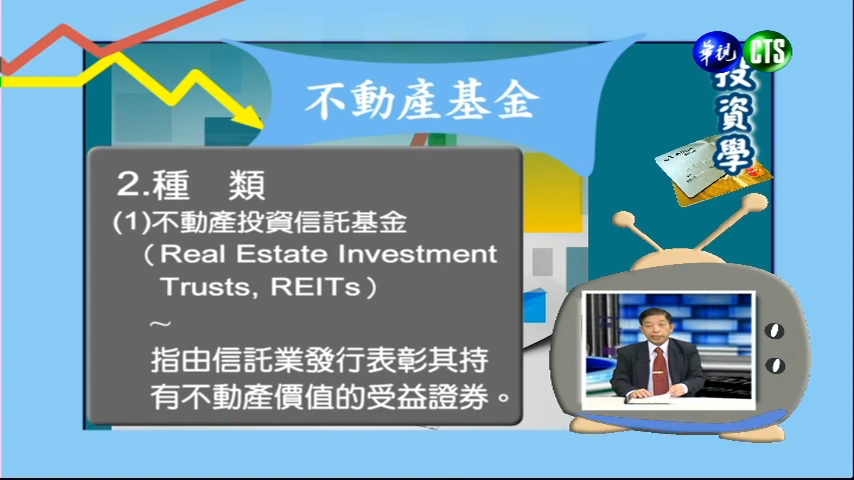 華視 CTS
投資學
不動產基金
2.種　類
(1)不動產投資信託基金
（Real Estate Investment
Trusts, REITs）
～
指由信託業發行表彰其持
有不動產價值的受益證券。